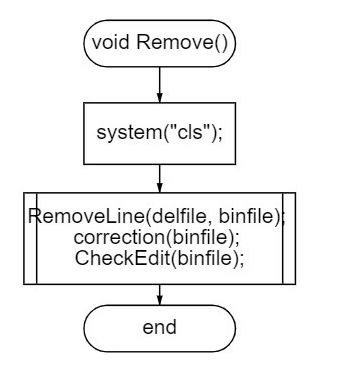 void Remove()
system("cls");
RemoveLine(delfile, binfile);
correction(binfile);
CheckEdit(binfile);
end